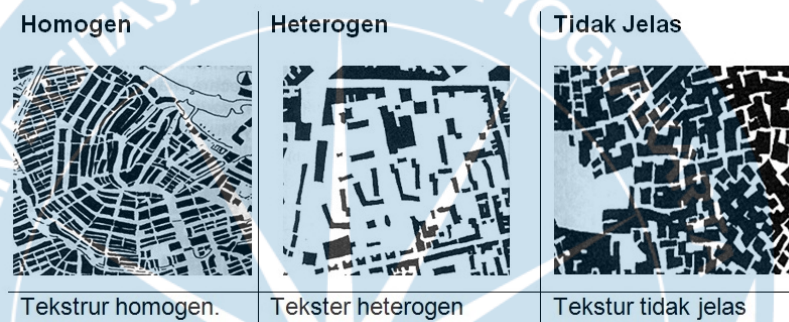 Homogen
Heterogen
Tidak Jelas
Tekstrur homogen.
Tekster heterogen
Tekstur tidak jelas